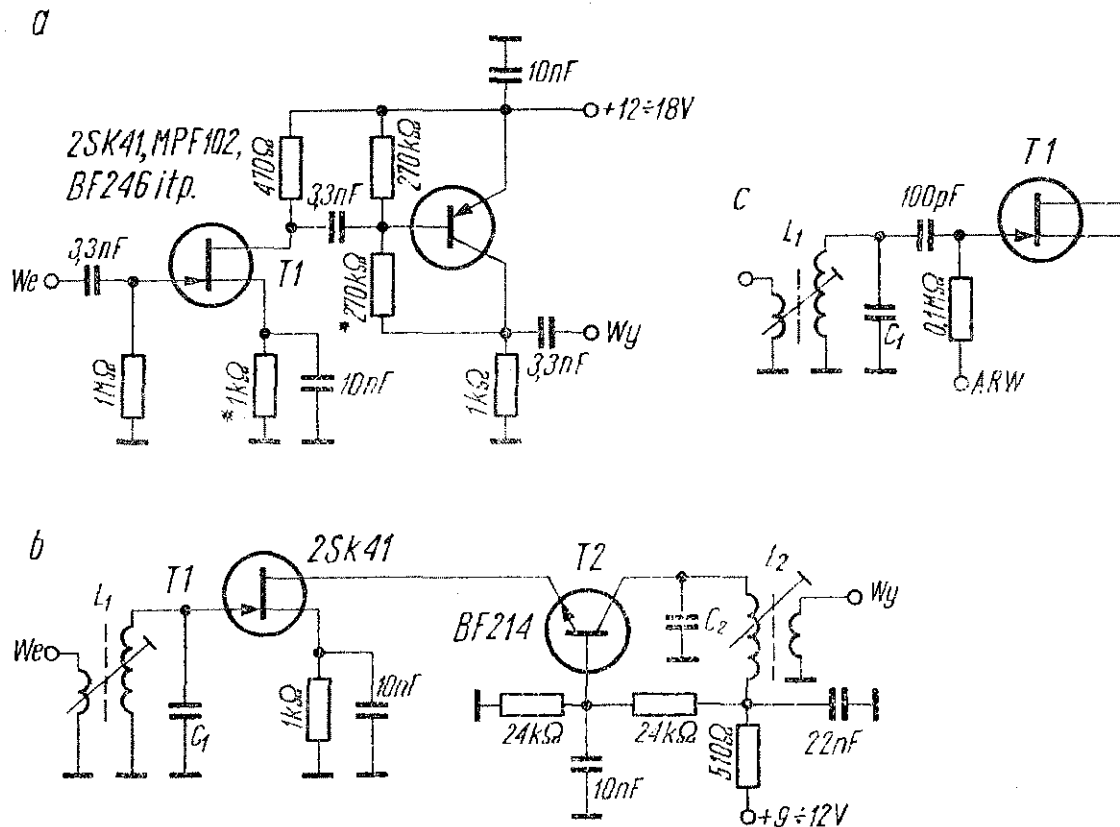 a
10nF
+12÷18V
2SK41, MPF102,
BF246 itp.
470Ω
270kΩ
3,3nF
3,3nF
We
T1
*270kΩ
Wy
3,3nF
1MΩ
*1kΩ
10nF
1kΩ
c
T1
100pF
L1
C1
0,1MΩ
ARW
b
2Sk41
T1
L1
We
C1
1kΩ
10nF
T2
BF214
L2
Wy
C2
24kΩ
24kΩ
22nF
510Ω
10nF
+9÷12V